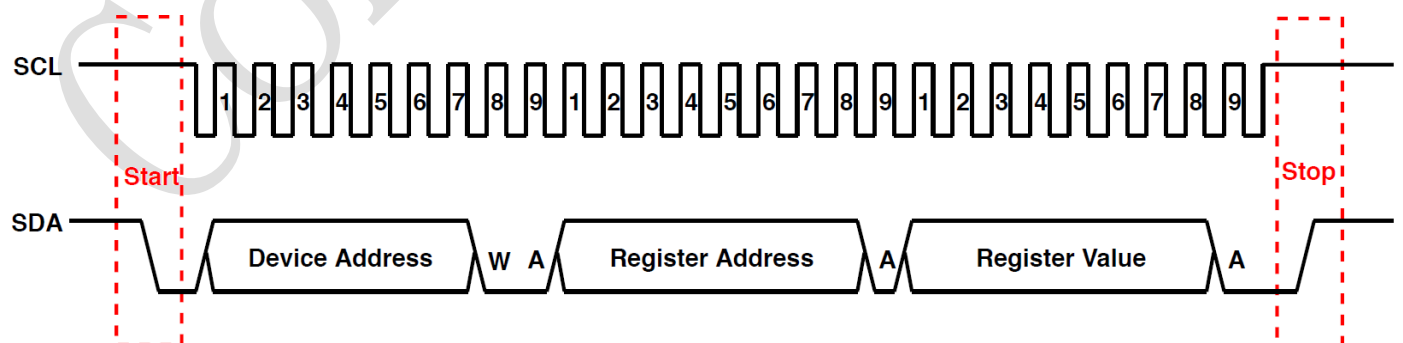 SCL
1 2 3 4 5 6 7 8 9 1 2 3 4 5 6 7 8 9 1 2 3 4 5 6 7 8 9
Start
Stop
SDA
Device Address W A Register Address A Register Value A